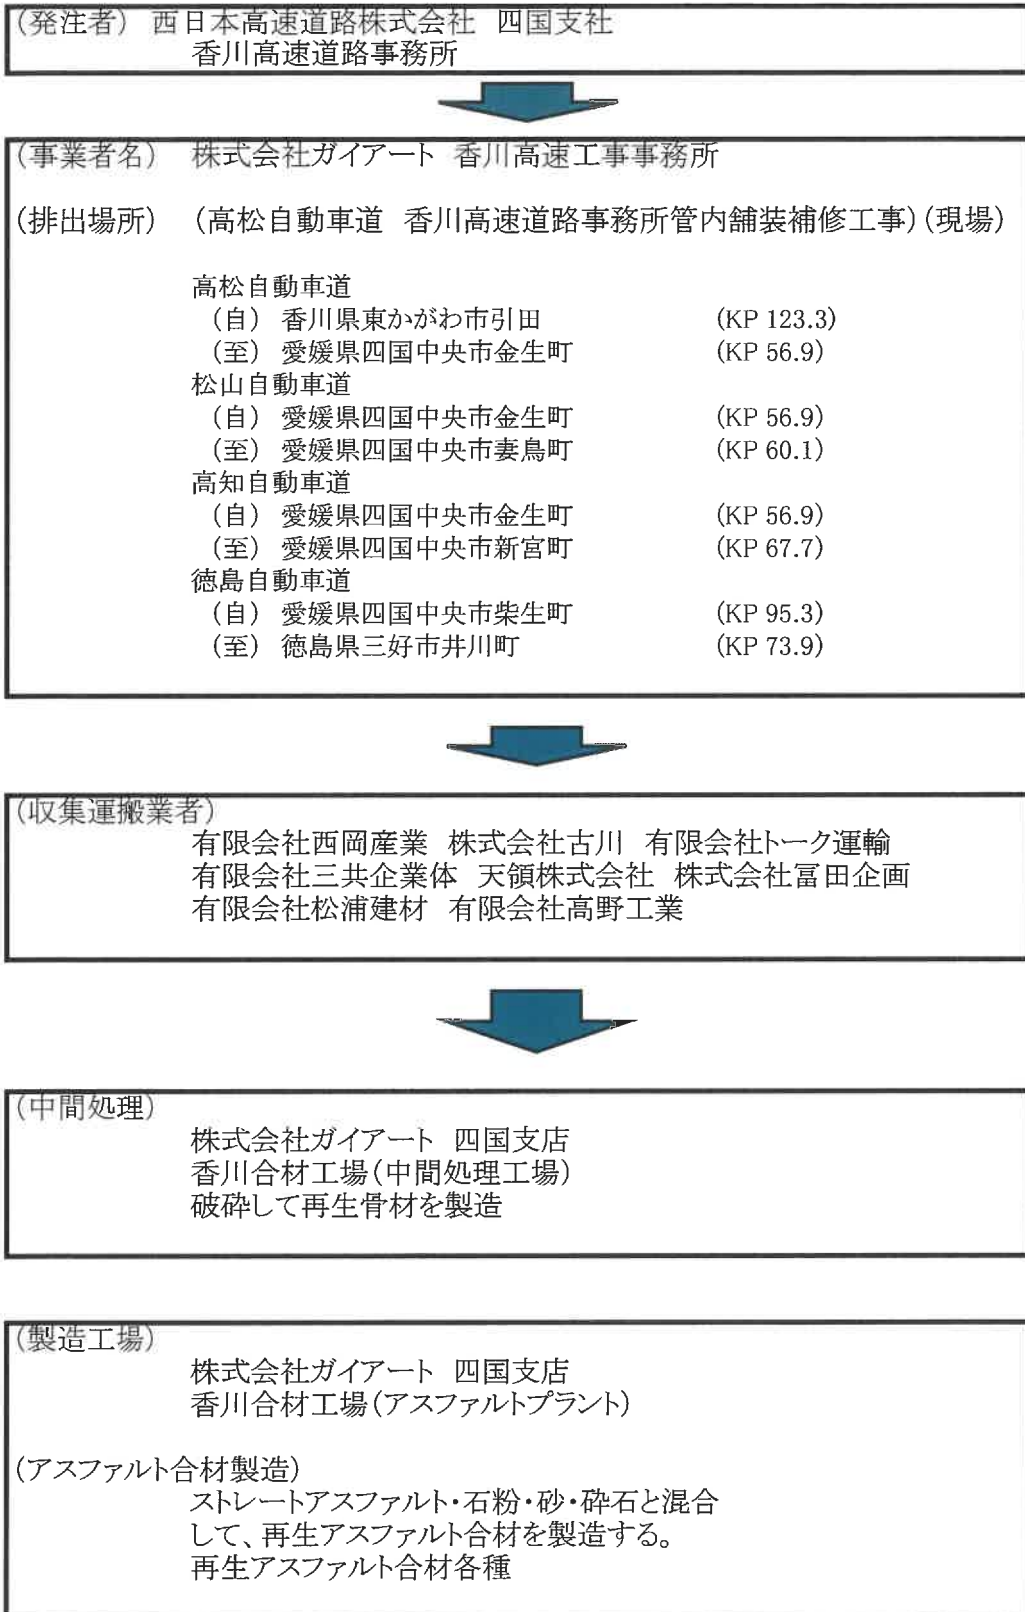 (発注者) 西日本高速道路株式会社 四国支社
香川高速道路事務所
(事業者名) 株式会社ガイアート 香川高速工事事務所
(排出場所) (高松自動車道 香川高速道路事務所管内舗装補修工事)(現場)
高松自動車道
(自) 香川県東かがわ市引田 (KP 123.3)
(至) 愛媛県四国中央市金生町 (KP 56.9)
松山自動車道
(自) 愛媛県四国中央市金生町 (KP 56.9)
(至) 愛媛県四国中央市妻鳥町 (KP 60.1)
高知自動車道
(自) 愛媛県四国中央市金生町 (KP 56.9)
(至) 愛媛県四国中央市新宮町 (KP 67.7)
徳島自動車道
(自) 愛媛県四国中央市柴生町 (KP 95.3)
(至) 徳島県三好市井川町 (KP 73.9)
(収集運搬業者)
有限会社西岡産業 株式会社古川 有限会社トーク運輸
有限会社三共企業体 天領株式会社 株式会社冨田企画
有限会社松浦建材 有限会社高野工業
(中間処理)
株式会社ガイアート 四国支店
香川合材工場(中間処理工場)
破砕して再生骨材を製造
(製造工場)
株式会社ガイアート 四国支店
香川合材工場(アスファルトプラント)
(アスファルト合材製造)
ストレートアスファルト・石粉・砂・砕石と混合
して、再生アスファルト合材を製造する。
再生アスファルト合材各種